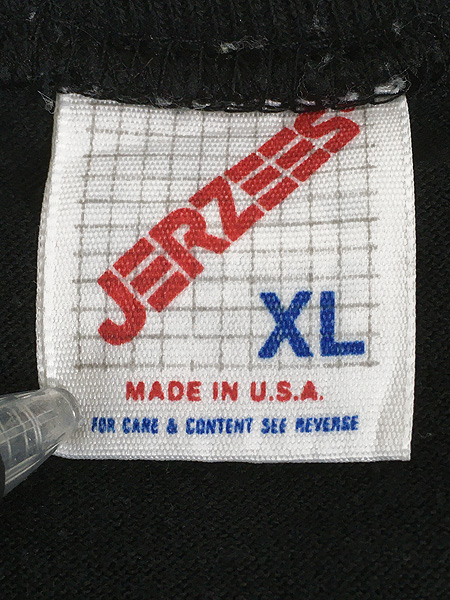 JERZEES
XL
MADE IN U.S.A.
FOR CARE & CONTENT SEE REVERSE